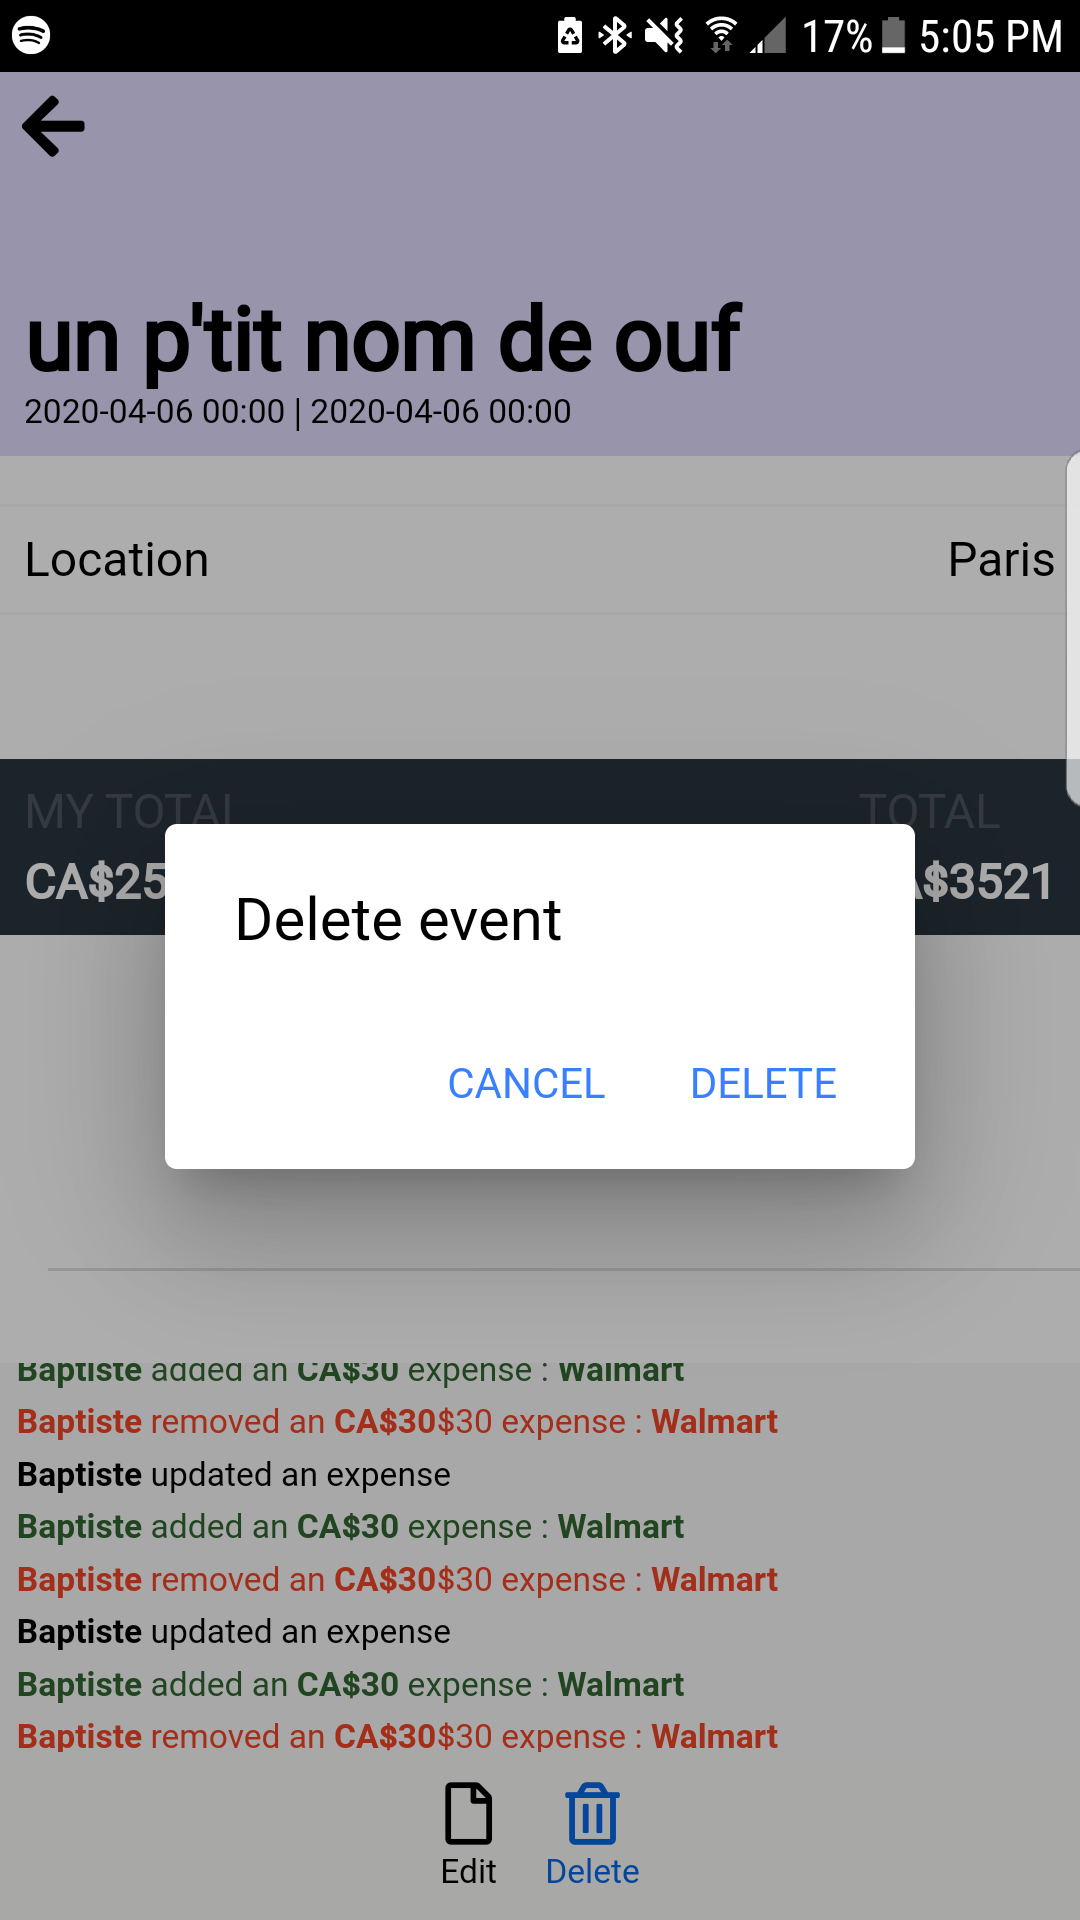 17% 5:05 PM
un p'tit nom de ouf
2020-04-06 00:00 | 2020-04-06 00:00
Location Paris
MY TOTAL TOTAL
CA$25 A$3521
Delete event
CANCEL DELETE
Baptiste added an CA$30 expense : Walmart
Baptiste removed an CA$30$30 expense : Walmart
Baptiste updated an expense
Baptiste added an CA$30 expense : Walmart
Baptiste removed an CA$30$30 expense : Walmart
Baptiste updated an expense
Baptiste added an CA$30 expense : Walmart
Baptiste removed an CA$30$30 expense : Walmart
Edit Delete